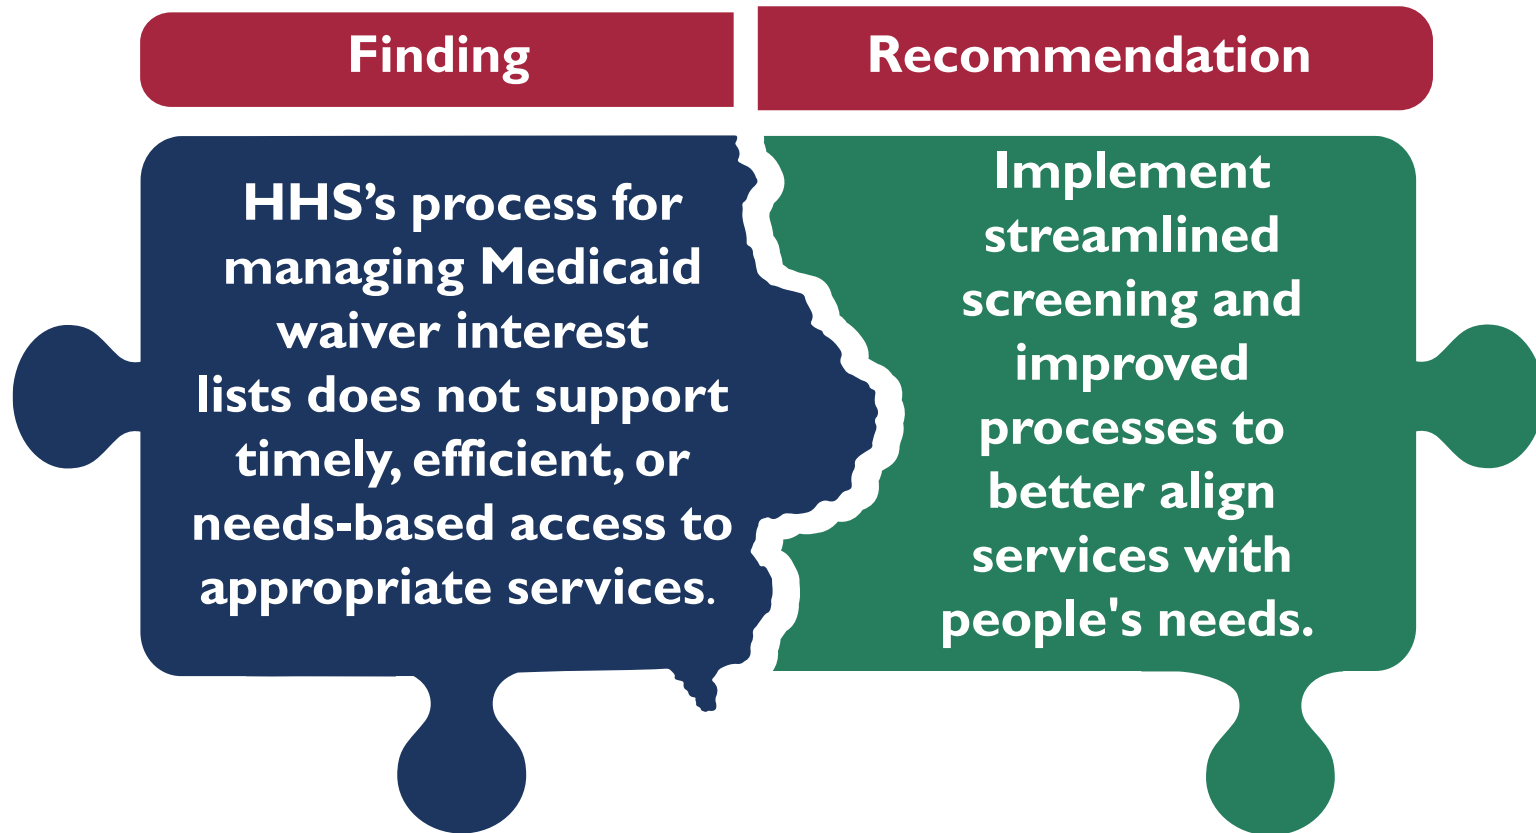 Finding
Recommendation
HHS’s process for
managing Medicaid
waiver interest
lists does not support
timely, efficient, or
needs-based access to
appropriate services.
Implement
streamlined
screening and
improved
processes to
better align
services with
people's needs.